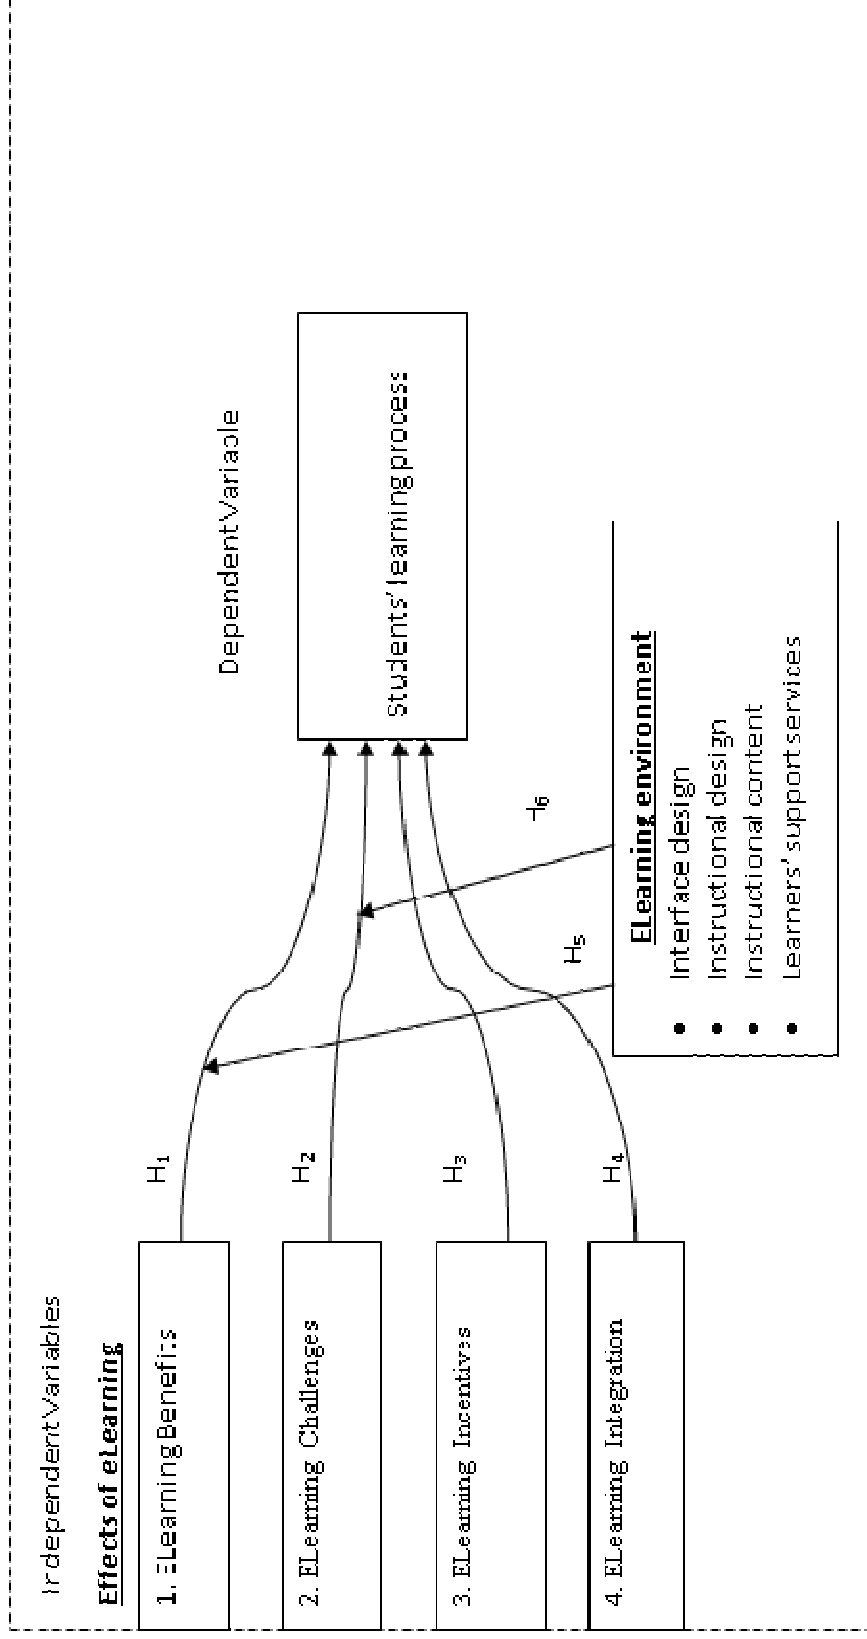 Independent Variables
Effects of eLearning
1. ELearning Benefits
2. ELearning Challenges
3. ELearning Incentives
4. ELearning Integration
H1
H2
H3
H4
H5
H6
Dependent Variable
Students' learning process
ELearning environment
• Interface design
• Instructional design
• Instructional content
• Learners' support services